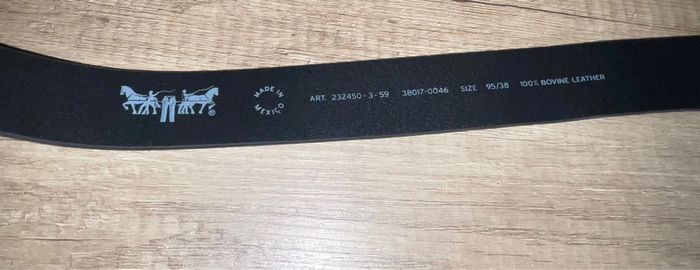 MADE IN
MEXICO
ART. 232450-3-59 38017-0046 SIZE 95/38 100% BOVINE LEATHER
®